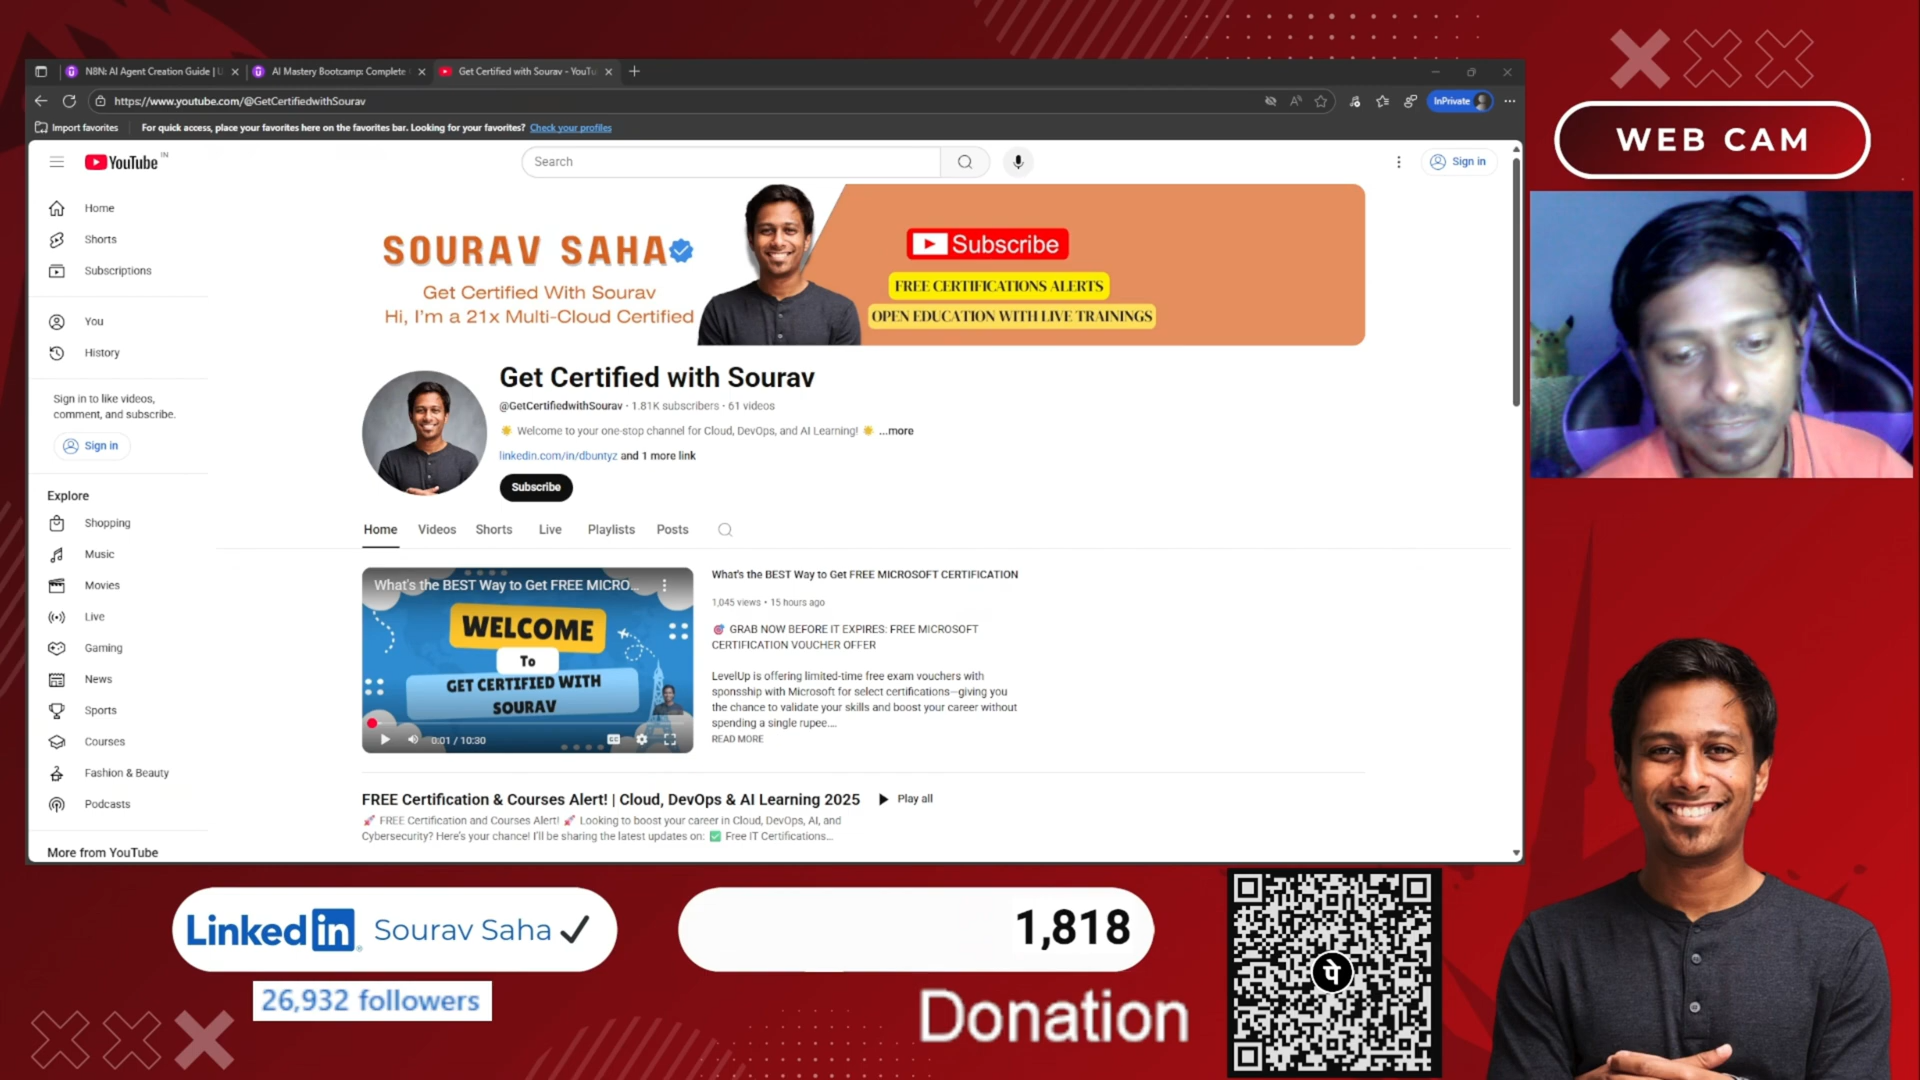 N8N: AI Agent Creation Guide | U
AI Mastery Bootcamp: Complete
Get Certified with Sourav - YouTu
https://www.youtube.com/@GetCertifiedwithSourav
InPrivate
Import favorites
For quick access, place your favorites here on the favorites bar. Looking for your favorites? Check your profiles
YouTube IN
Search
Sign in
Home
Shorts
Subscriptions
You
History
Sign in to like videos,
comment, and subscribe.
Sign in
Explore
Shopping
Music
Movies
Live
Gaming
News
Sports
Courses
Fashion & Beauty
Podcasts
More from YouTube
SOURAV SAHA
Get Certified With Sourav
Hi, I'm a 21x Multi-Cloud Certified
Subscribe
FREE CERTIFICATIONS ALERTS
OPEN EDUCATION WITH LIVE TRAININGS
Get Certified with Sourav
@GetCertifiedwithSourav · 1.81K subscribers · 61 videos
🌟 Welcome to your one-stop channel for Cloud, DevOps, and AI Learning! 🌟 ...more
linkedin.com/in/dbuntyz and 1 more link
Subscribe
Home Videos Shorts Live Playlists Posts
What's the BEST Way to Get FREE MICRO...
WELCOME
To
GET CERTIFIED WITH
SOURAV
0:01 / 10:30
What's the BEST Way to Get FREE MICROSOFT CERTIFICATION
1,045 views • 15 hours ago
🎯 GRAB NOW BEFORE IT EXPIRES: FREE MICROSOFT
CERTIFICATION VOUCHER OFFER
LevelUp is offering limited-time free exam vouchers with
sponsship with Microsoft for select certifications—giving you
the chance to validate your skills and boost your career without
spending a single rupee....
READ MORE
FREE Certification & Courses Alert! | Cloud, DevOps & AI Learning 2025
Play all
🚀 FREE Certification and Courses Alert! 🚀 Looking to boost your career in Cloud, DevOps, AI, and
Cybersecurity? Here's your chance! I'll be sharing the latest updates on: ✅ Free IT Certifications...
WEB CAM
Linkedin Sourav Saha
26,932 followers
1,818
Donation
पे